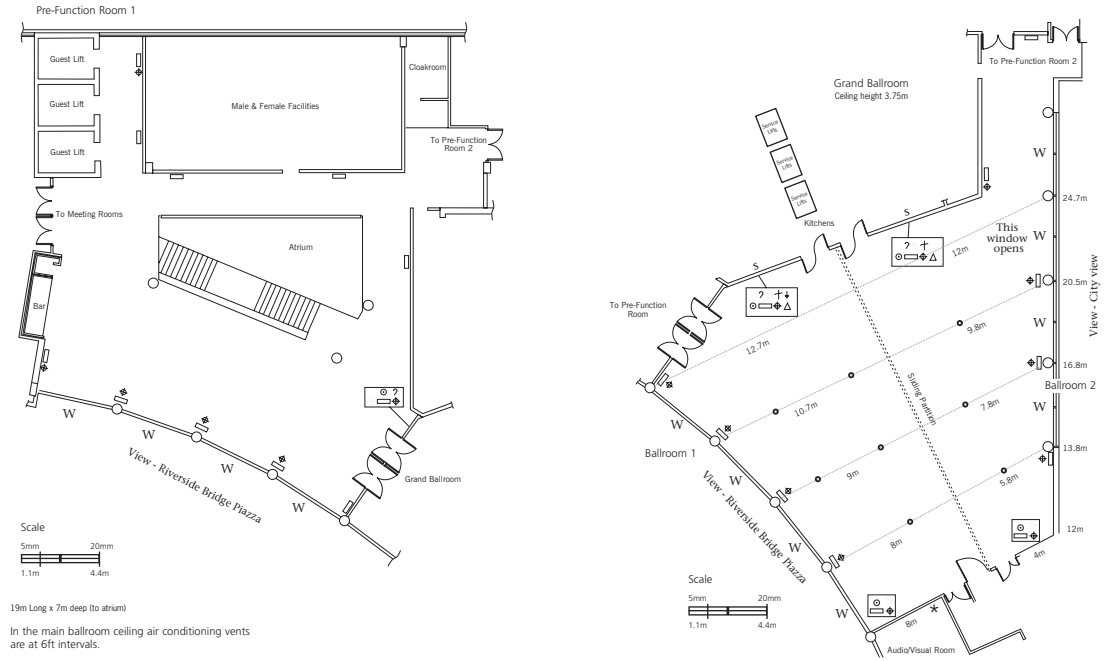 Pre-Function Room 1
Guest Lift
Guest Lift
Guest Lift
Male & Female Facilities
Cloakroom
To Pre-Function
Room 2
To Meeting Rooms
Atrium
Bar
W
W
W
W
View - Riverside Bridge Piazza
Grand Ballroom
Scale
5mm
20mm
1.1m
4.4m
19m Long x 7m deep (to atrium)
In the main ballroom ceiling air conditioning vents
are at 6ft intervals.
To Pre-Function Room 2
Grand Ballroom
Ceiling height 3.75m
Service
Lifts
Service
Lifts
Service
Lifts
Kitchens
S
S
W
24.7m
This
window
opens
W
12m
20.5m
View - City view
To Pre-Function
Room
12.7m
9.8m
W
16.8m
Ballroom 2
Sliding Partition
10.7m
7.8m
W
W
Ballroom 1
13.8m
9m
5.8m
W
View - Riverside Bridge Piazza
12m
8m
4m
W
Scale
5mm
20mm
1.1m
4.4m
W
8m
*
Audio/Visual Room